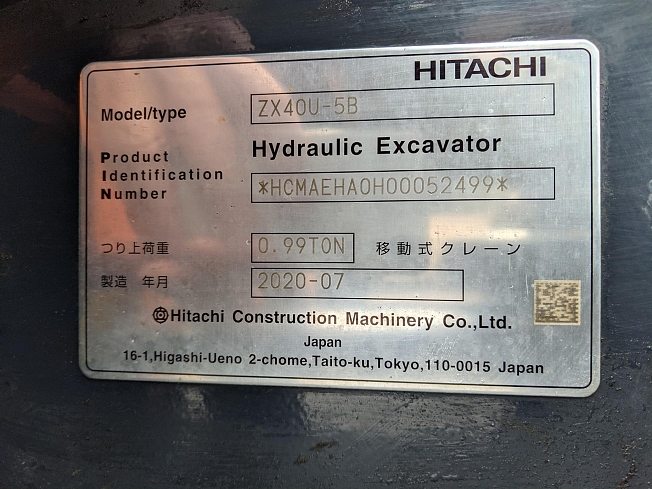 HITACHI
Model/type ZX40U-5B
Product Hydraulic Excavator
Identification
Number *HCMAEHA0H00052499*
つり上荷重 0.99TON 移動式クレーン
製造 年月 2020-07
Hitachi Construction Machinery Co.,Ltd.
Japan
16-1,Higashi-Ueno 2-chome,Taito-ku,Tokyo,110-0015 Japan